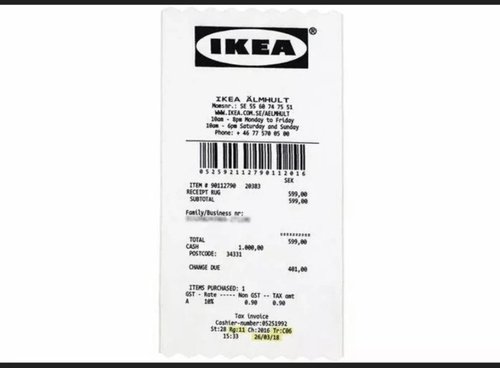 IKEA®
IKEA ÄLMHULT
Momsnr.: SE 55 60 74 75 51
WWW.IKEA.COM.SE/AELMHULT
10am - 8pm Monday to Friday
10am - 6pm Saturday and Sunday
Phone: + 46 77 570 05 00
05259211279011 2016
SEK
ITEM # 90112790 20383
RECEIPT RUG 599,00
SUBTOTAL 599,00
Family/Business nr:
TOTAL 599,00
CASH 1.000,00
POSTCODE: 34331
CHANGE DUE 401,00
ITEMS PURCHASED: 1
GST - Rate ----- Non GST -- TAX amt
A 10% 0.90 0.90
Tax invoice
Cashier-number:05251992
St:28 Rg:11 Ch:2016 Tr:C06
15:33 26/03/18